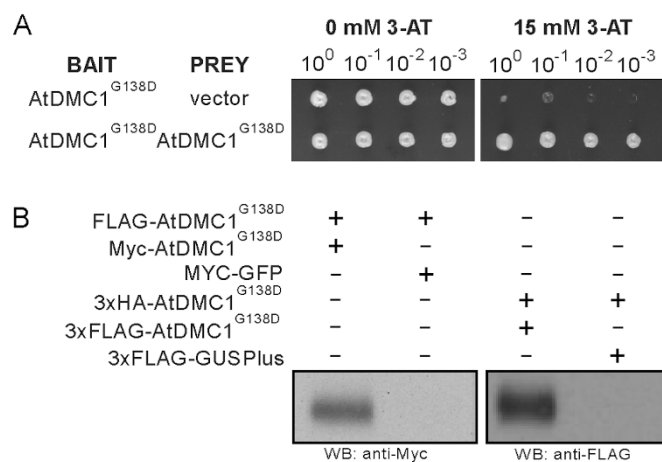 A
0 mM 3-AT 15 mM 3-AT
BAIT PREY 10⁰ 10⁻¹ 10⁻² 10⁻³ 10⁰ 10⁻¹ 10⁻² 10⁻³
AtDMC1ᴳ¹³⁸ᴰ vector
AtDMC1ᴳ¹³⁸ᴰ AtDMC1ᴳ¹³⁸ᴰ
B
FLAG-AtDMC1ᴳ¹³⁸ᴰ + + – –
Myc-AtDMC1ᴳ¹³⁸ᴰ + – – –
MYC-GFP – + – –
3xHA-AtDMC1ᴳ¹³⁸ᴰ – – + +
3xFLAG-AtDMC1ᴳ¹³⁸ᴰ – – + –
3xFLAG-GUSPlus – – – +
WB: anti-Myc WB: anti-FLAG